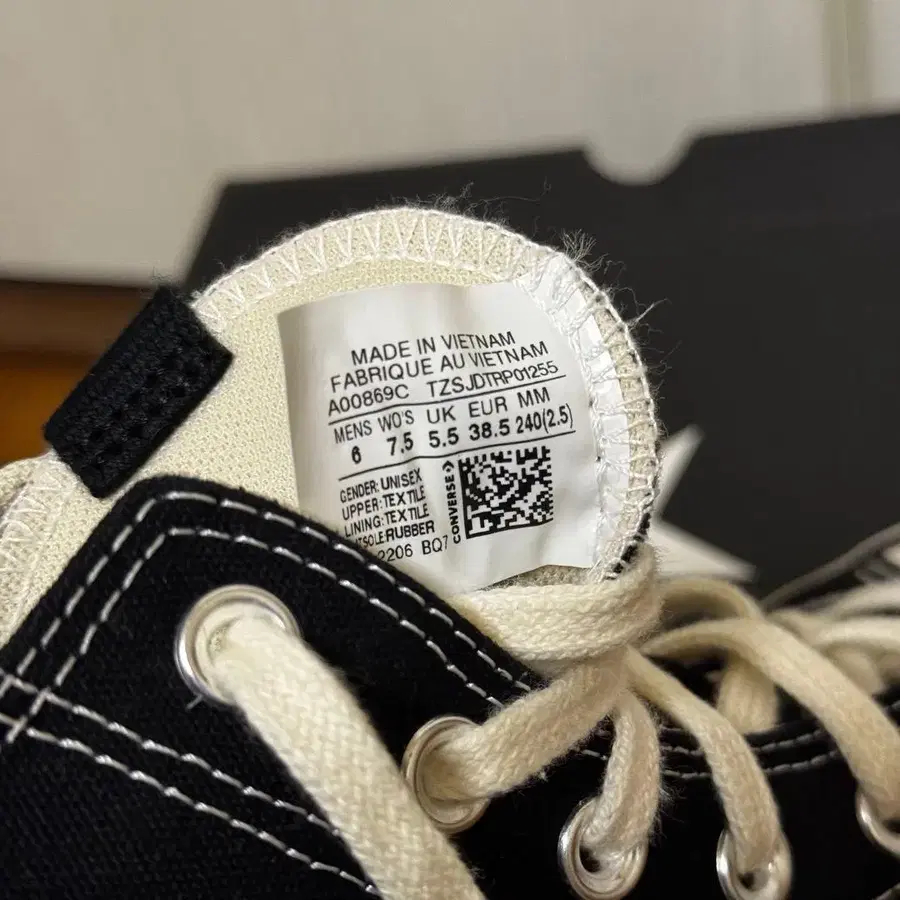 MADE IN VIETNAM
FABRIQUE AU VIETNAM
A00869C TZSJDTRP01255
MENS WO'S UK EUR MM
6 7.5 5.5 38.5 240(2.5)
GENDER: UNISEX
UPPER: TEXTILE
LINING: TEXTILE
RUBBER
2206 BQ7
CONVERSE